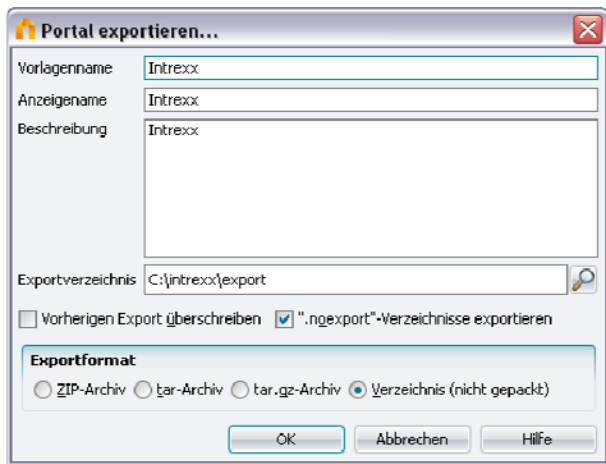 Portal exportieren...
Vorlagenname Intrexx
Anzeigename Intrexx
Beschreibung Intrexx
Exportverzeichnis C:\intrexx\export
Vorherigen Export überschreiben ".noexport"-Verzeichnisse exportieren
Exportformat
ZIP-Archiv tar-Archiv tar.gz-Archiv Verzeichnis (nicht gepackt)
OK Abbrechen Hilfe